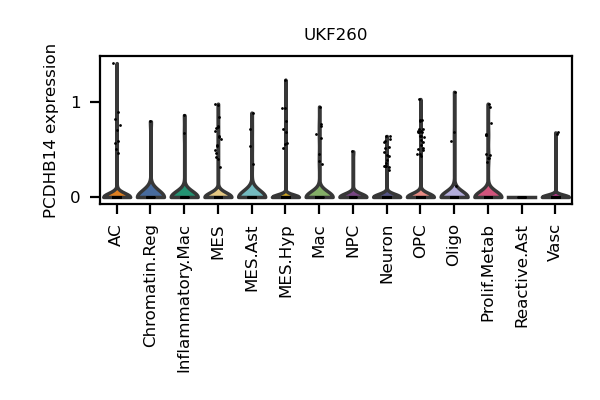 UKF260
PCDHB14 expression
1
0
AC
Chromatin.Reg
Inflammatory.Mac
MES
MES.Ast
MES.Hyp
Mac
NPC
Neuron
OPC
Oligo
Prolif.Metab
Reactive.Ast
Vasc